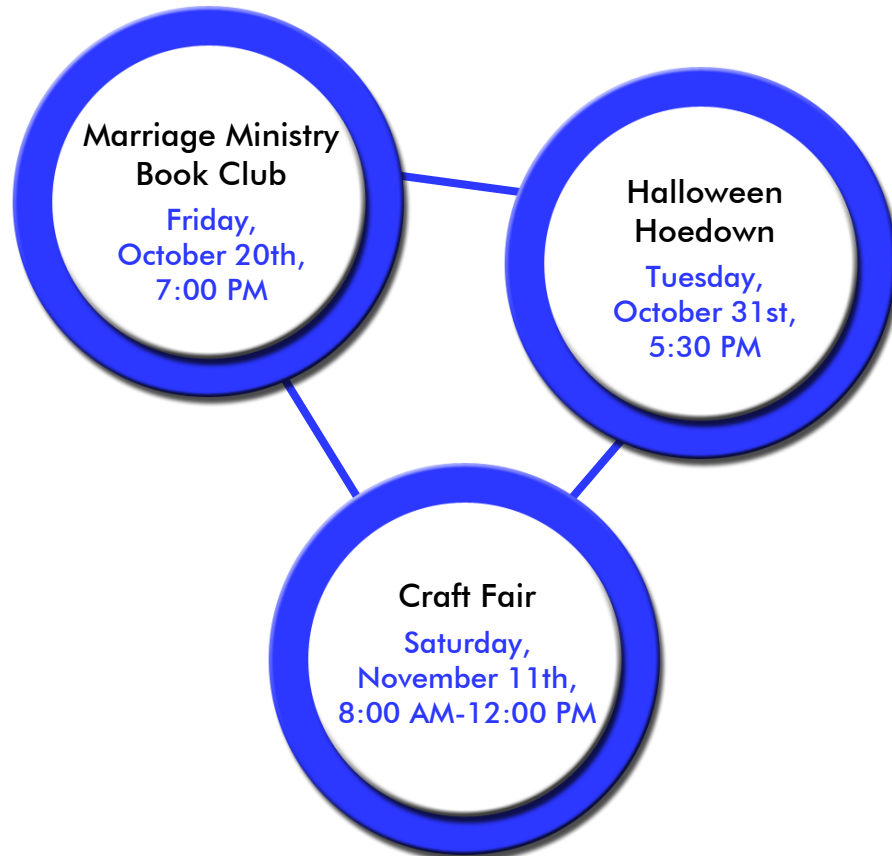 Marriage Ministry
Book Club
Friday,
October 20th,
7:00 PM
Halloween
Hoedown
Tuesday,
October 31st,
5:30 PM
Craft Fair
Saturday,
November 11th,
8:00 AM-12:00 PM